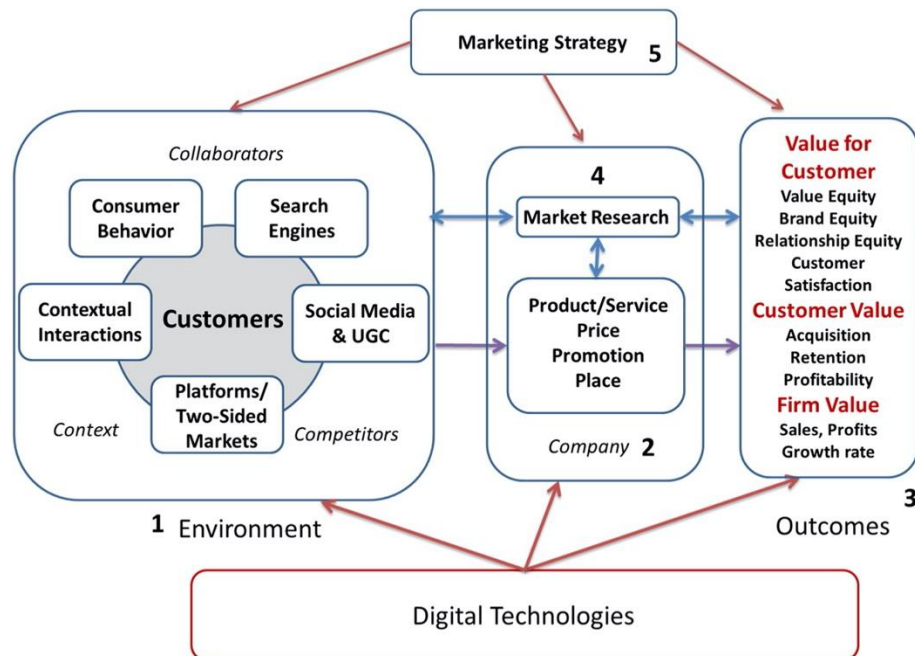 Marketing Strategy
5
Collaborators
Consumer
Behavior
Search
Engines
Contextual
Interactions
Customers
Social Media
& UGC
Platforms/
Two-Sided
Markets
Context
Competitors
1 Environment
4
Market Research
Product/Service
Price
Promotion
Place
Company 2
Value for
Customer
Value Equity
Brand Equity
Relationship Equity
Customer
Satisfaction
Customer Value
Acquisition
Retention
Profitability
Firm Value
Sales, Profits
Growth rate
3
Outcomes
Digital Technologies